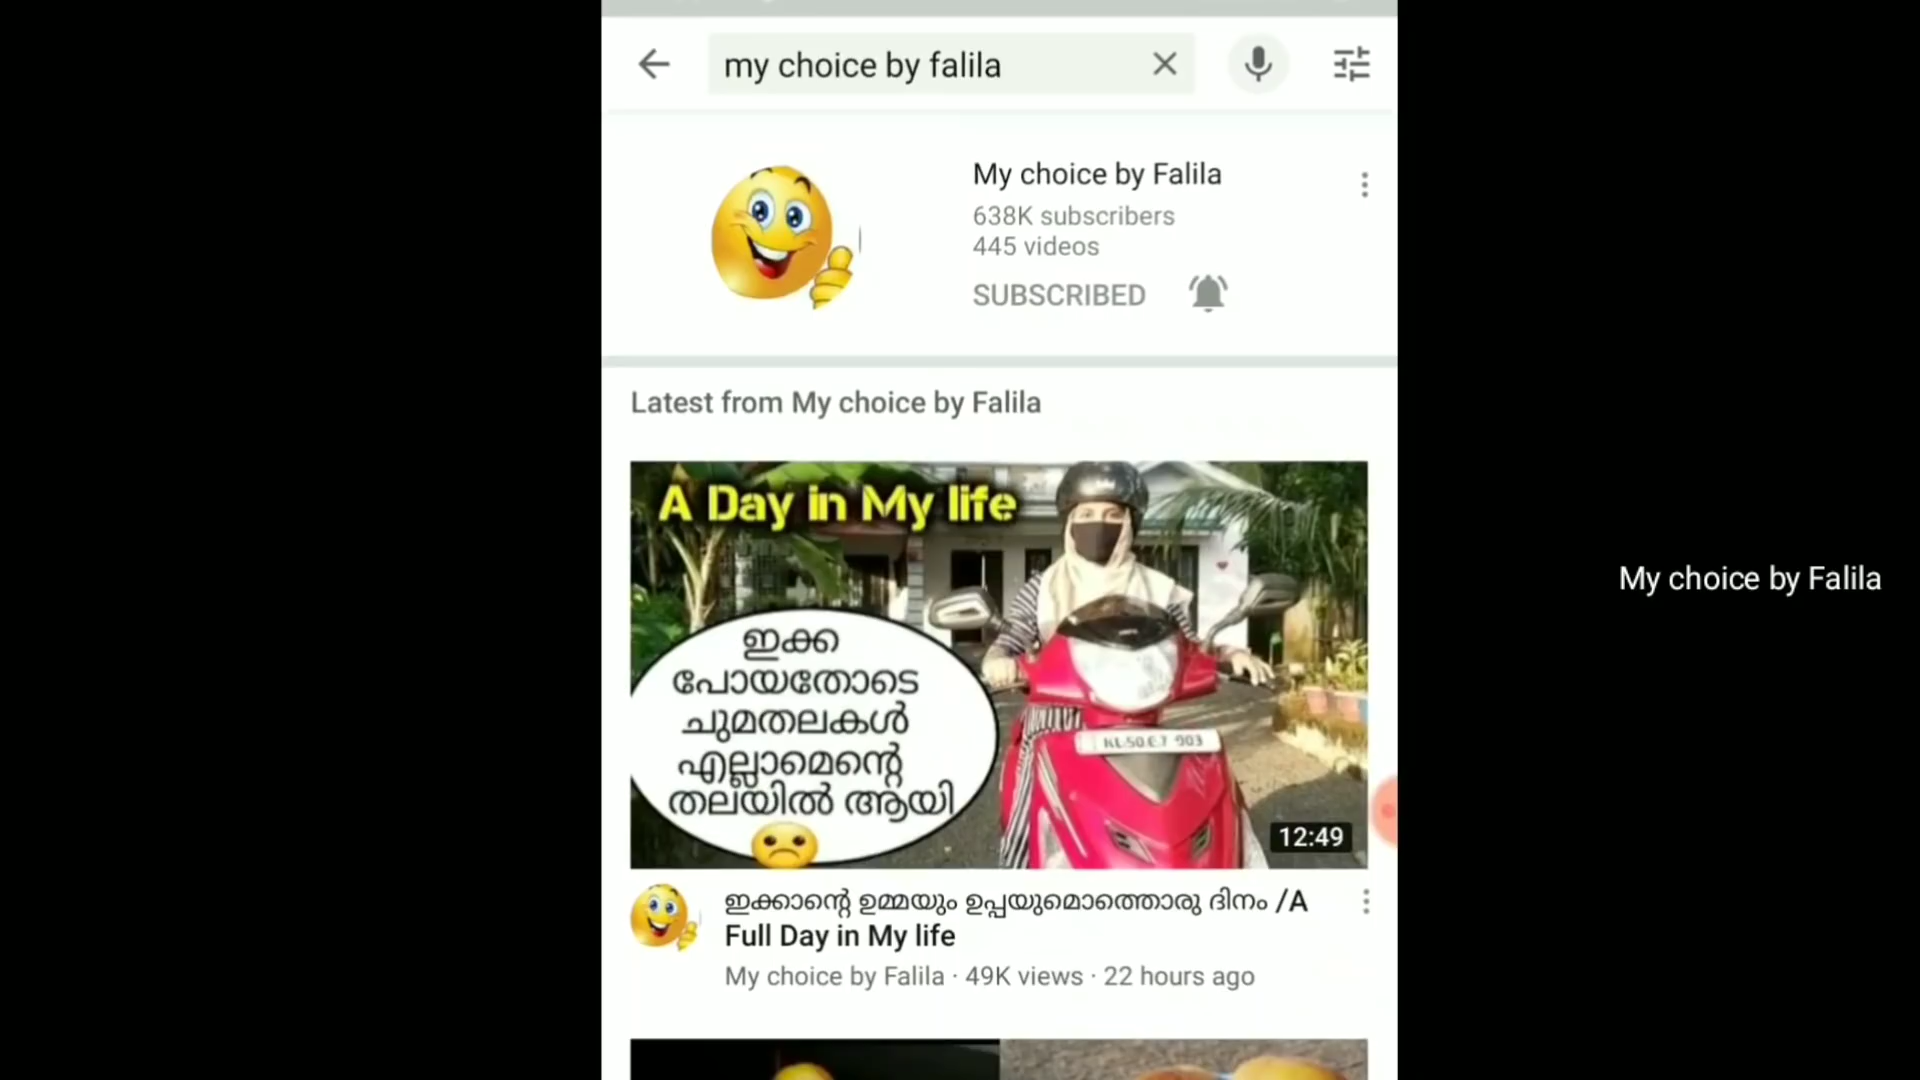 my choice by falila
My choice by Falila
638K subscribers
445 videos
SUBSCRIBED
Latest from My choice by Falila
A Day in My life
ഇക്ക
പോയതോടെ
ചുമതലകൾ
എല്ലാമെന്റെ
തലയിൽ ആയി
12:49
ഇക്കാന്റെ ഉമ്മയും ഉപ്പയുമൊത്തൊരു ദിനം /A
Full Day in My life
My choice by Falila · 49K views · 22 hours ago
My choice by Falila